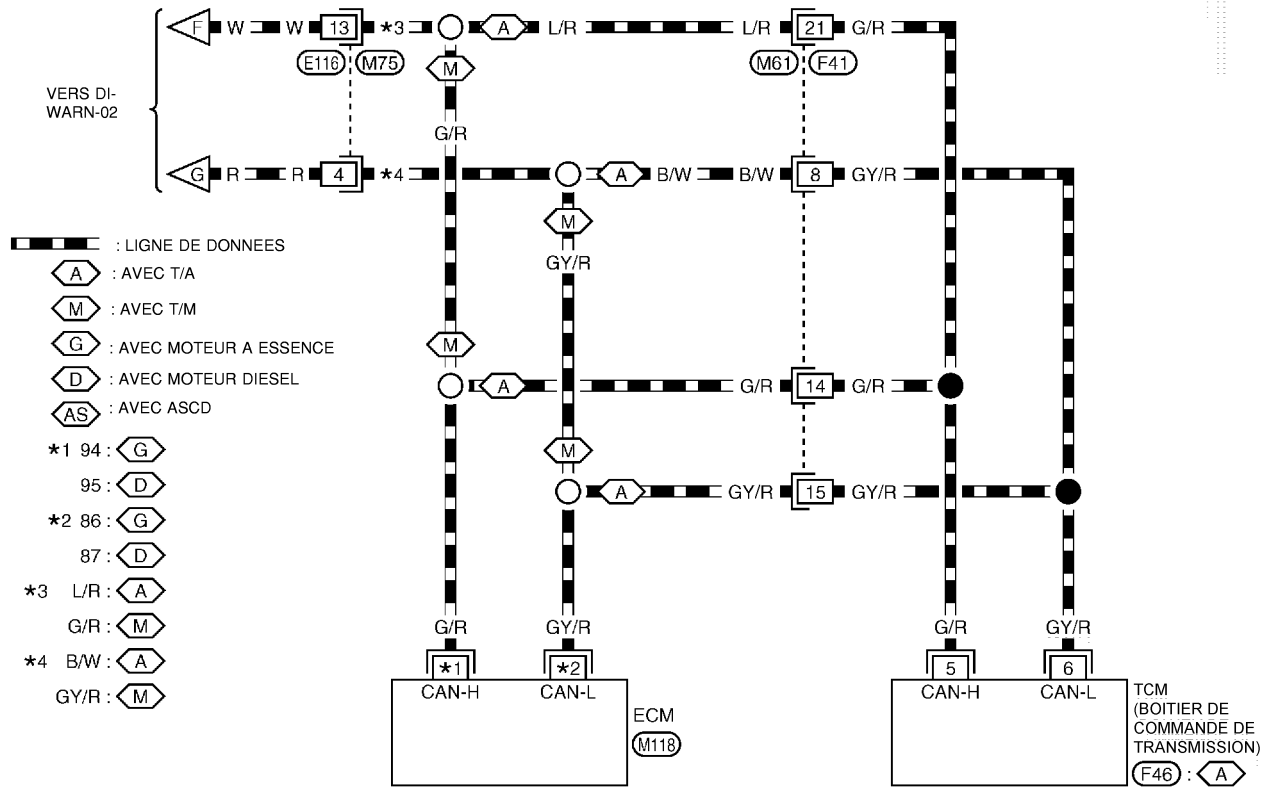 F W W 13 *3 A L/R L/R 21 G/R
E116 M75 M61 F41
M
VERS DI-
WARN-02
G/R
G R R 4 *4 A B/W B/W 8 GY/R
M
: LIGNE DE DONNEES
GY/R
A : AVEC T/A
M : AVEC T/M
M
G : AVEC MOTEUR A ESSENCE
D : AVEC MOTEUR DIESEL
A G/R 14 G/R
AS : AVEC ASCD
*1 94 : G
M
95 : D
A GY/R 15 GY/R
*2 86 : G
87 : D
*3 L/R : A
G/R : M
G/R GY/R G/R GY/R
*4 B/W : A
*1 *2 5 6
GY/R : M
CAN-H CAN-L CAN-H CAN-L
ECM
M118
TCM
(BOITIER DE
COMMANDE DE
TRANSMISSION)
F46 : A